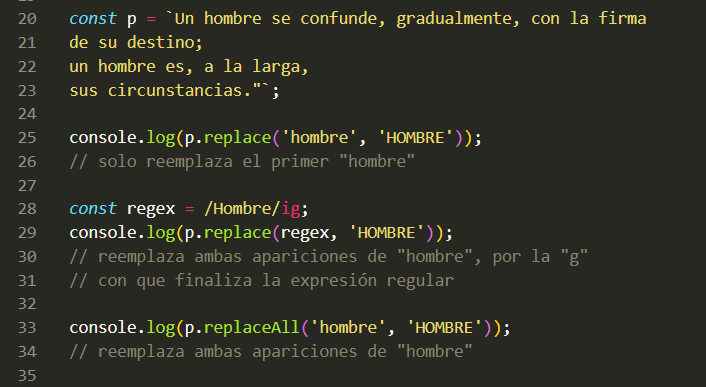 20 const p = `Un hombre se confunde, gradualmente, con la firma
21 de su destino;
22 un hombre es, a la larga,
23 sus circunstancias."`;
24
25 console.log(p.replace('hombre', 'HOMBRE'));
26 // solo reemplaza el primer "hombre"
27
28 const regex = /Hombre/ig;
29 console.log(p.replace(regex, 'HOMBRE'));
30 // reemplaza ambas apariciones de "hombre", por la "g"
31 // con que finaliza la expresión regular
32
33 console.log(p.replaceAll('hombre', 'HOMBRE'));
34 // reemplaza ambas apariciones de "hombre"
35